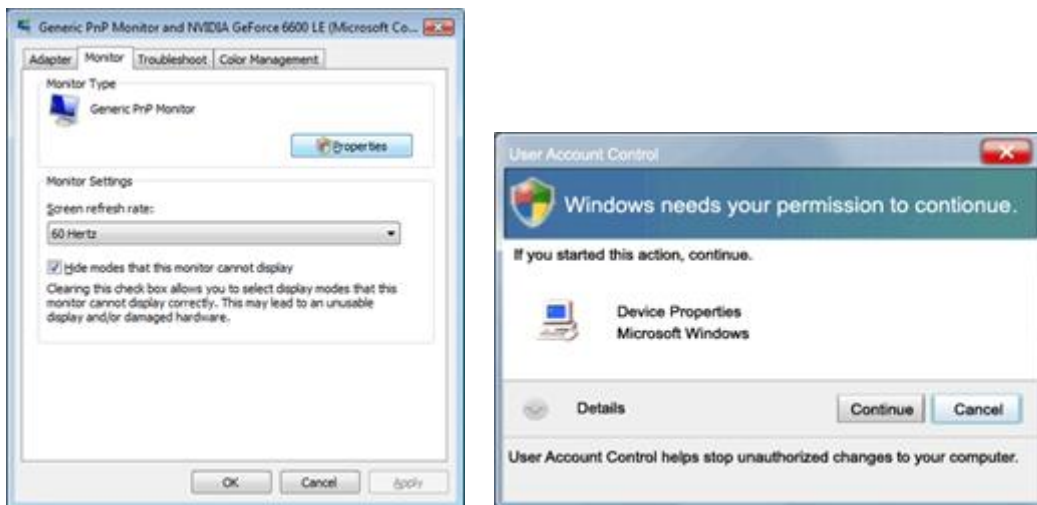 Generic PnP Monitor and NVIDIA GeForce 6600 LE (Microsoft Co...
Adapter Monitor Troubleshoot Color Management
Monitor Type
Generic PnP Monitor
Properties
Monitor Settings
Screen refresh rate:
60 Hertz
Hide modes that this monitor cannot display
Clearing this check box allows you to select display modes that this
monitor cannot display correctly. This may lead to an unusable
display and/or damaged hardware.
OK Cancel Apply
User Account Control
Windows needs your permission to contionue.
If you started this action, continue.
Device Properties
Microsoft Windows
Details Continue Cancel
User Account Control helps stop unauthorized changes to your computer.